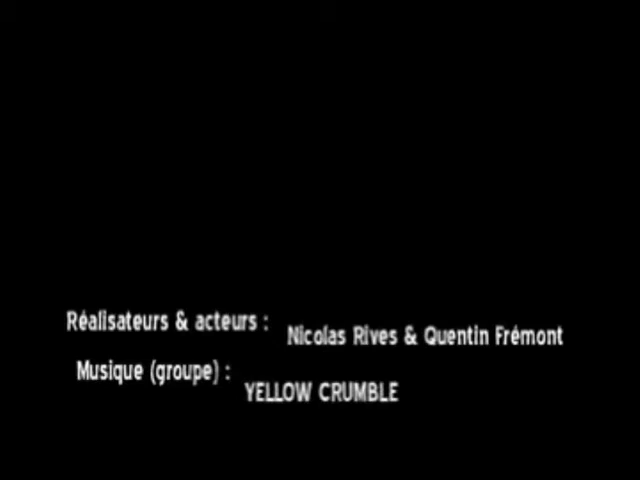 Réalisateurs & acteurs :
Nicolas Rives & Quentin Frémont
Musique (groupe) :
YELLOW CRUMBLE